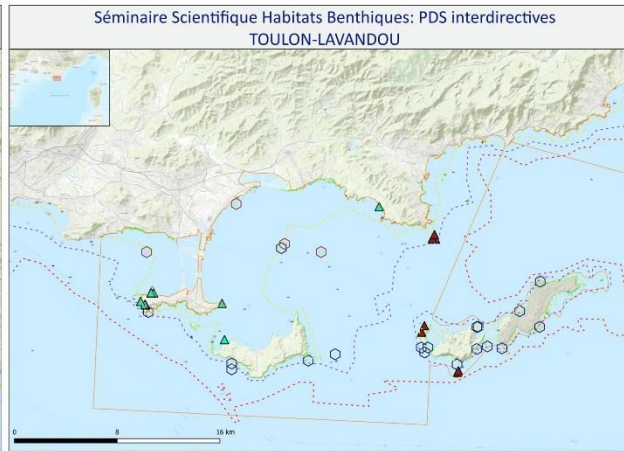 Séminaire Scientifique Habitats Benthiques: PDS interdirectives
TOULON-LAVANDOU
0 8 16 km